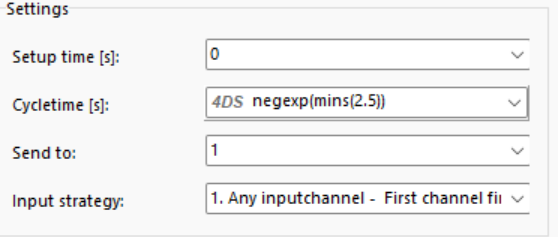 Settings
Setup time [s]: 0
Cycletime [s]: 4DS negexp(mins(2.5))
Send to: 1
Input strategy: 1. Any inputchannel - First channel fir